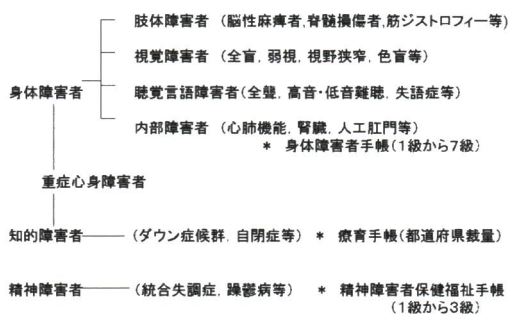 肢体障害者 (脳性麻痺者,脊髄損傷者,筋ジストロフィー等)
視覚障害者 (全盲, 弱視, 視野狭窄, 色盲等)
身体障害者
聴覚言語障害者(全聾, 高音・低音難聴, 失語症等)
内部障害者 (心肺機能, 腎臓, 人工肛門等)
* 身体障害者手帳(1級から7級)
重症心身障害者
知的障害者 (ダウン症候群, 自閉症等) * 療育手帳(都道府県裁量)
精神障害者 (統合失調症, 躁鬱病等) * 精神障害者保健福祉手帳
(1級から3級)